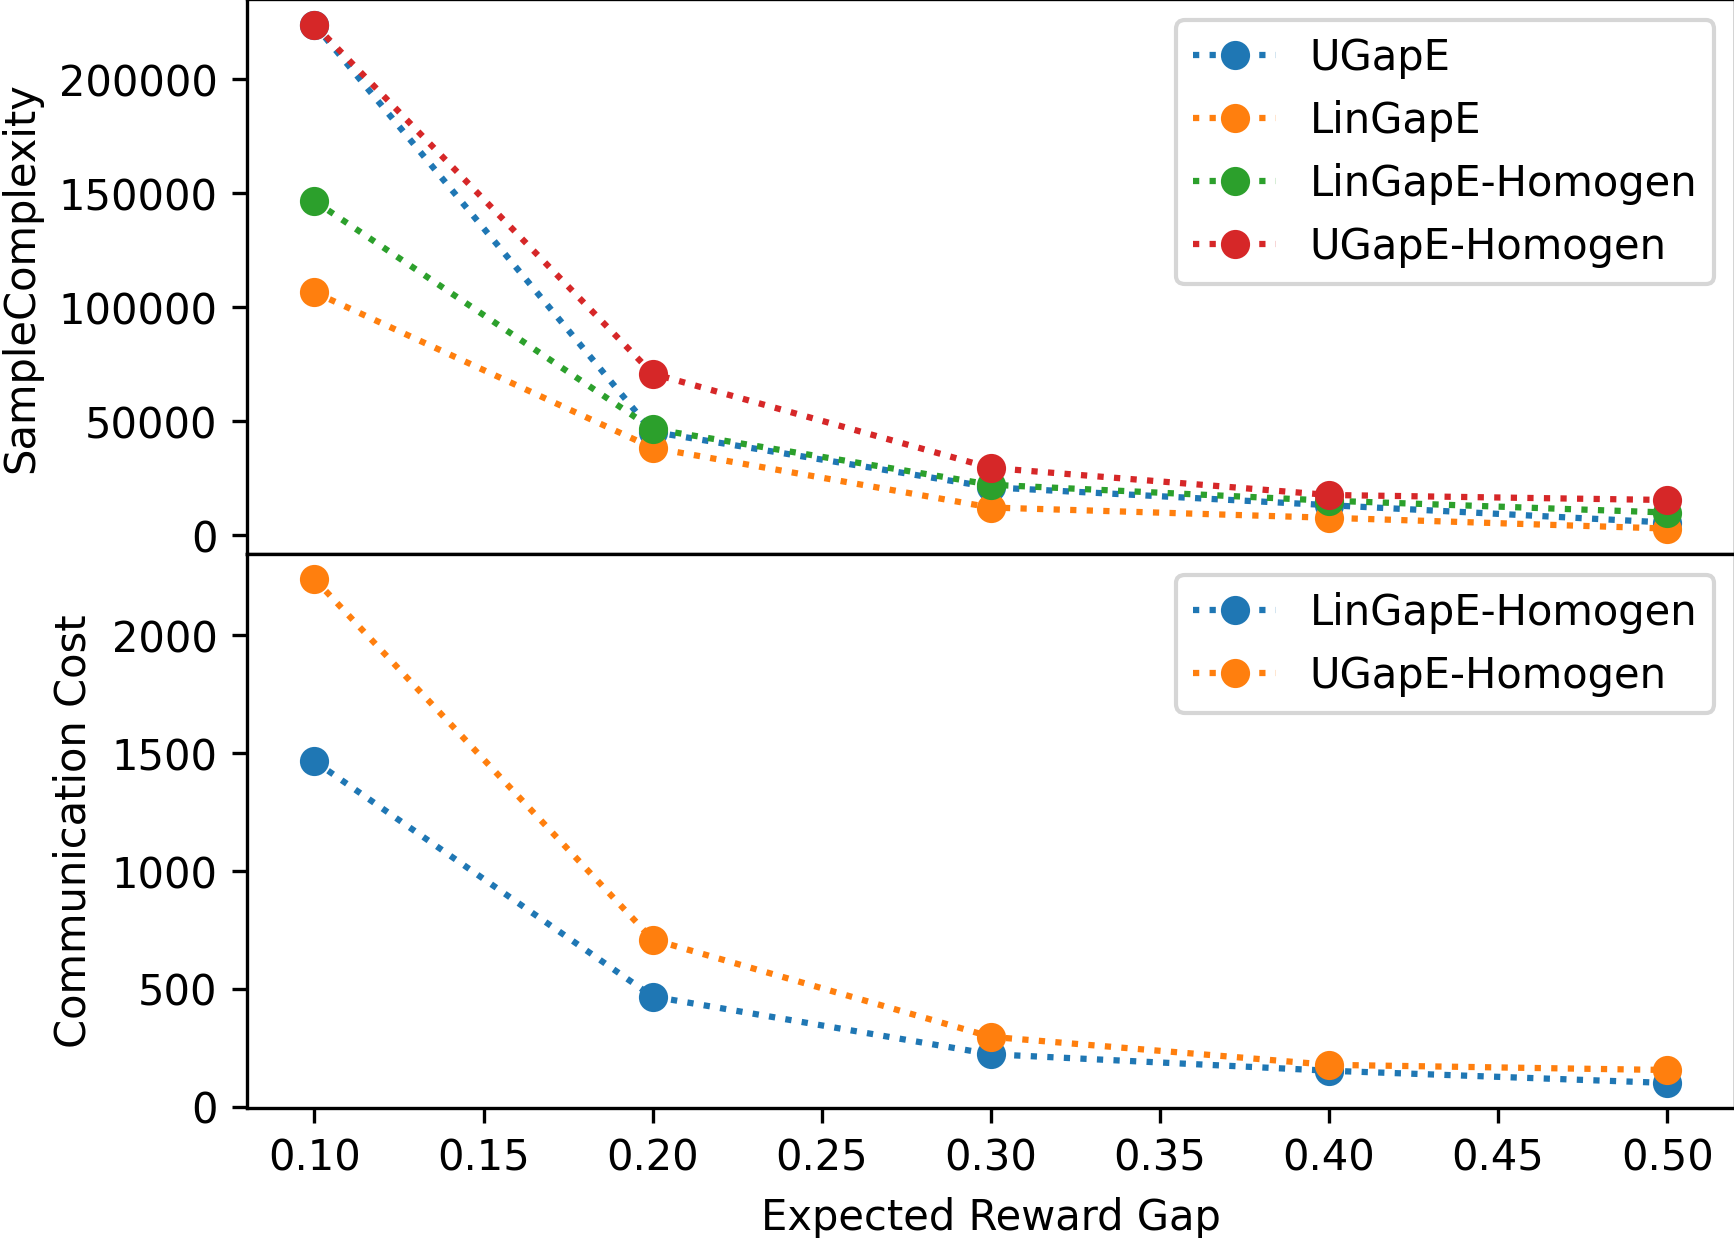 SampleComplexity
200000
150000
100000
50000
0
UGapE
LinGapE
LinGapE-Homogen
UGapE-Homogen
Communication Cost
2000
1500
1000
500
0
LinGapE-Homogen
UGapE-Homogen
0.10 0.15 0.20 0.25 0.30 0.35 0.40 0.45 0.50
Expected Reward Gap